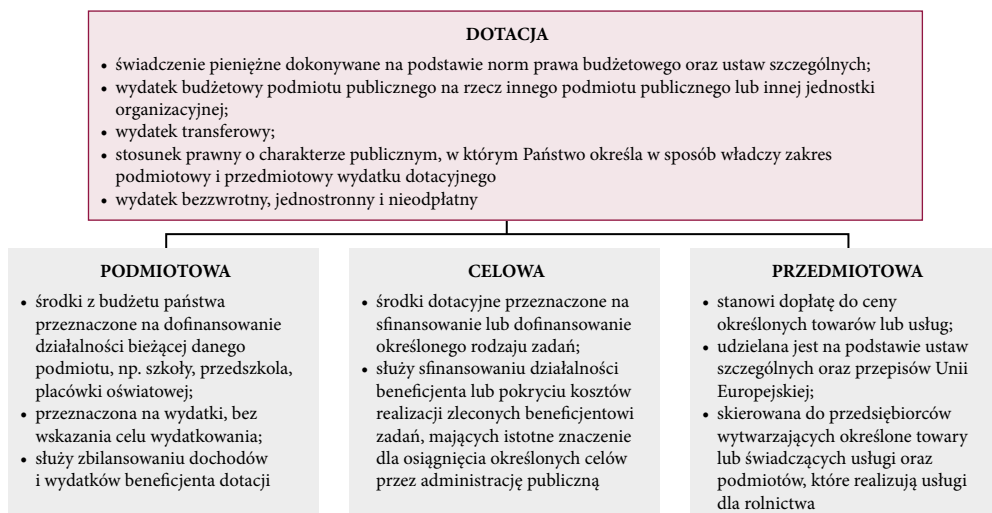 DOTACJA
• świadczenie pieniężne dokonywane na podstawie norm prawa budżetowego oraz ustaw szczególnych;
• wydatek budżetowy podmiotu publicznego na rzecz innego podmiotu publicznego lub innej jednostki
organizacyjnej;
• wydatek transferowy;
• stosunek prawny o charakterze publicznym, w którym Państwo określa w sposób władczy zakres
podmiotowy i przedmiotowy wydatku dotacyjnego
• wydatek bezzwrotny, jednostronny i nieodpłatny
PODMIOTOWA
• środki z budżetu państwa
przeznaczone na dofinansowanie
działalności bieżącej danego
podmiotu, np. szkoły, przedszkola,
placówki oświatowej;
• przeznaczona na wydatki, bez
wskazania celu wydatkowania;
• służy zbilansowaniu dochodów
i wydatków beneficjenta dotacji
CELOWA
• środki dotacyjne przeznaczone na
sfinansowanie lub dofinansowanie
określonego rodzaju zadań;
• służy sfinansowaniu działalności
beneficjenta lub pokryciu kosztów
realizacji zleconych beneficjentowi
zadań, mających istotne znaczenie
dla osiągnięcia określonych celów
przez administrację publiczną
PRZEDMIOTOWA
• stanowi dopłatę do ceny
określonych towarów lub usług;
• udzielana jest na podstawie ustaw
szczególnych oraz przepisów Unii
Europejskiej;
• skierowana do przedsiębiorców
wytwarzających określone towary
lub świadczących usługi oraz
podmiotów, które realizują usługi
dla rolnictwa